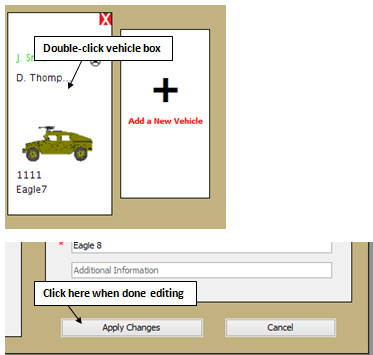 X
Double-click vehicle box
J.
D. Thomp...
+
Add a New Vehicle
1111
Eagle7
* Eagle 8
Additional Information
Click here when done editing
Apply Changes
Cancel